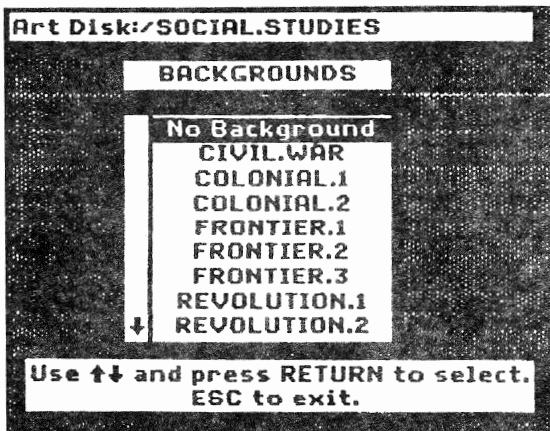 Art Disk:/SOCIAL.STUDIES
BACKGROUNDS
No Background
CIVIL.WAR
COLONIAL.1
COLONIAL.2
FRONTIER.1
FRONTIER.2
FRONTIER.3
REVOLUTION.1
↓ REVOLUTION.2
Use ↑↓ and press RETURN to select.
ESC to exit.